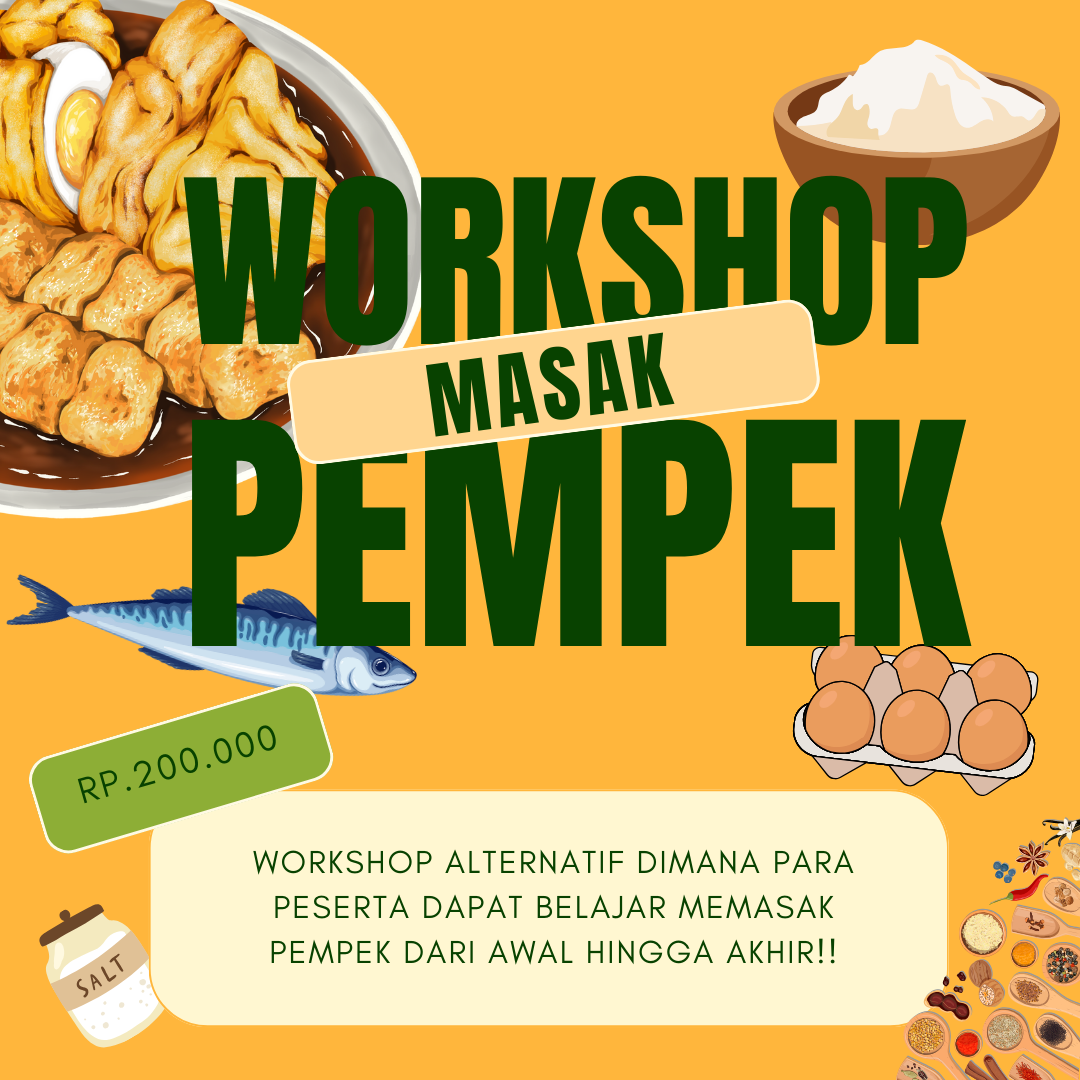 WORKSHOP
MASAK
PEMPEK
RP.200.000
WORKSHOP ALTERNATIF DIMANA PARA
PESERTA DAPAT BELAJAR MEMASAK
PEMPEK DARI AWAL HINGGA AKHIR!!
SALT